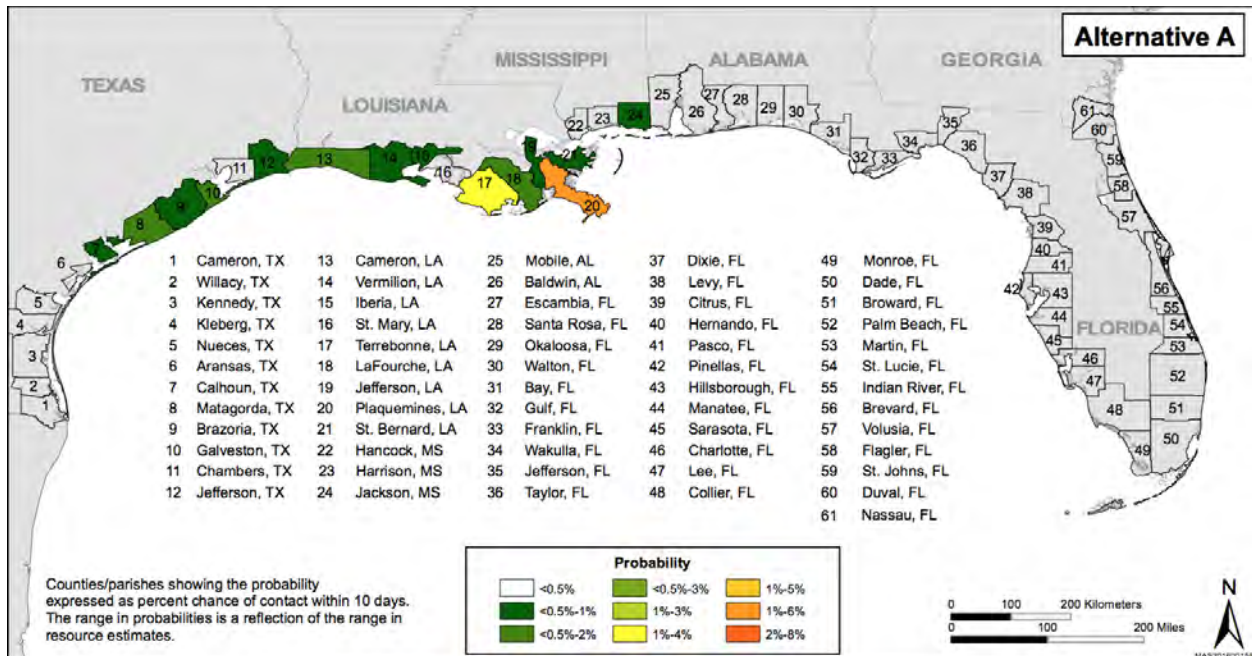 Alternative A
TEXAS
LOUISIANA
MISSISSIPPI
ALABAMA
GEORGIA
FLORIDA
1 Cameron, TX
2 Willacy, TX
3 Kennedy, TX
4 Kleberg, TX
5 Nueces, TX
6 Aransas, TX
7 Calhoun, TX
8 Matagorda, TX
9 Brazoria, TX
10 Galveston, TX
11 Chambers, TX
12 Jefferson, TX
13 Cameron, LA
14 Vermilion, LA
15 Iberia, LA
16 St. Mary, LA
17 Terrebonne, LA
18 LaFourche, LA
19 Jefferson, LA
20 Plaquemines, LA
21 St. Bernard, LA
22 Hancock, MS
23 Harrison, MS
24 Jackson, MS
25 Mobile, AL
26 Baldwin, AL
27 Escambia, FL
28 Santa Rosa, FL
29 Okaloosa, FL
30 Walton, FL
31 Bay, FL
32 Gulf, FL
33 Franklin, FL
34 Wakulla, FL
35 Jefferson, FL
36 Taylor, FL
37 Dixie, FL
38 Levy, FL
39 Citrus, FL
40 Hernando, FL
41 Pasco, FL
42 Pinellas, FL
43 Hillsborough, FL
44 Manatee, FL
45 Sarasota, FL
46 Charlotte, FL
47 Lee, FL
48 Collier, FL
49 Monroe, FL
50 Dade, FL
51 Broward, FL
52 Palm Beach, FL
53 Martin, FL
54 St. Lucie, FL
55 Indian River, FL
56 Brevard, FL
57 Volusia, FL
58 Flagler, FL
59 St. Johns, FL
60 Duval, FL
61 Nassau, FL
Counties/parishes showing the probability
expressed as percent chance of contact within 10 days.
The range in probabilities is a reflection of the range in
resource estimates.
Probability
<0.5%
<0.5%-1%
<0.5%-2%
<0.5%-3%
1%-3%
1%-4%
1%-5%
1%-6%
2%-8%
0 100 200 Kilometers
0 100 200 Miles
N